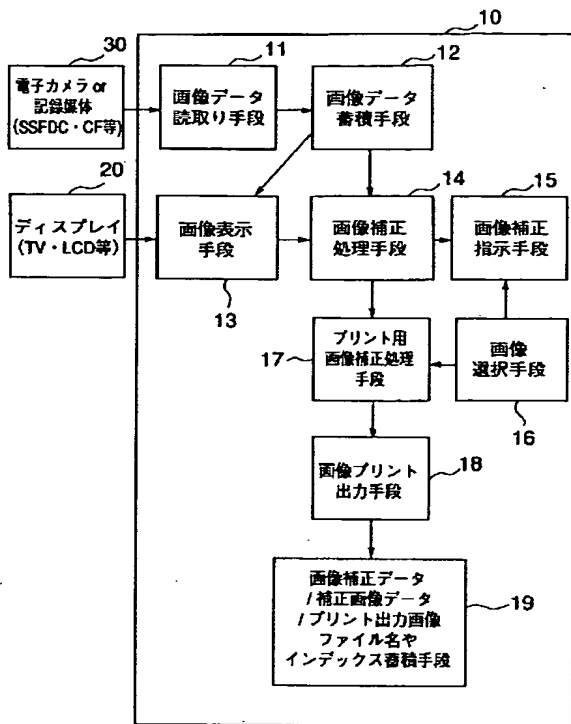 10
30
11
12
電子カメラor
記録媒体
(SSFDC・CF等)
画像データ
読取り手段
画像データ
蓄積手段
20
14
15
ディスプレイ
(TV・LCD等)
画像表示
手段
画像補正
処理手段
画像補正
指示手段
13
17
プリント用
画像補正処理
手段
画像
選択手段
16
18
画像プリント
出力手段
画像補正データ
/補正画像データ
/プリント出力画像
ファイル名や
インデックス蓄積手段
19